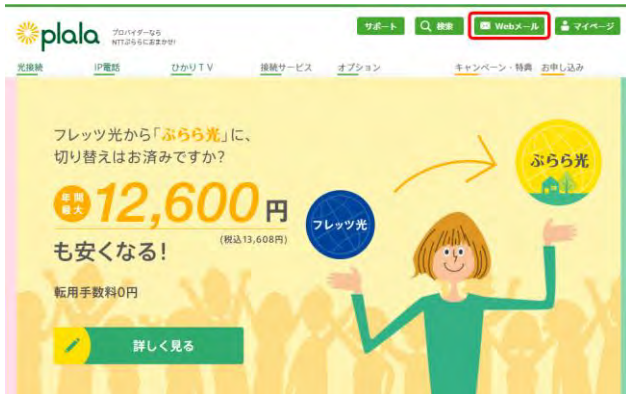 plala
プロバイダーなら
NTTぷららにおまかせ!
サポート 検索 Webメール マイページ
光接続 IP電話 ひかりTV 接続サービス オプション キャンペーン・特典 お申し込み
フレッツ光から「ぷらら光」に、
切り替えはお済みですか?
年間
最大
12,600円
(税込13,608円)
も安くなる!
転用手数料0円
詳しく見る
フレッツ光
ぷらら光